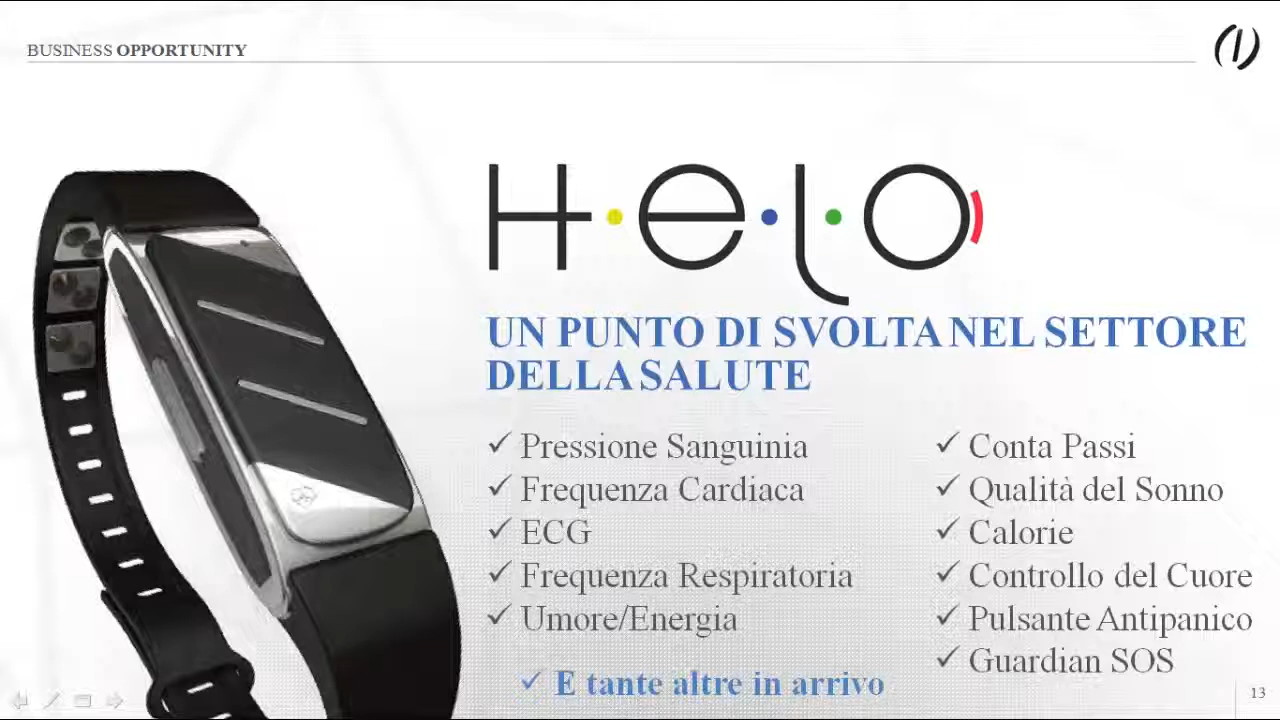 BUSINESS OPPORTUNITY
Helo
UN PUNTO DI SVOLTA NEL SETTORE
DELLA SALUTE
✓ Pressione Sanguinia
✓ Frequenza Cardiaca
✓ ECG
✓ Frequenza Respiratoria
✓ Umore/Energia
✓ Conta Passi
✓ Qualità del Sonno
✓ Calorie
✓ Controllo del Cuore
✓ Pulsante Antipanico
✓ Guardian SOS
✓ E tante altre in arrivo
13